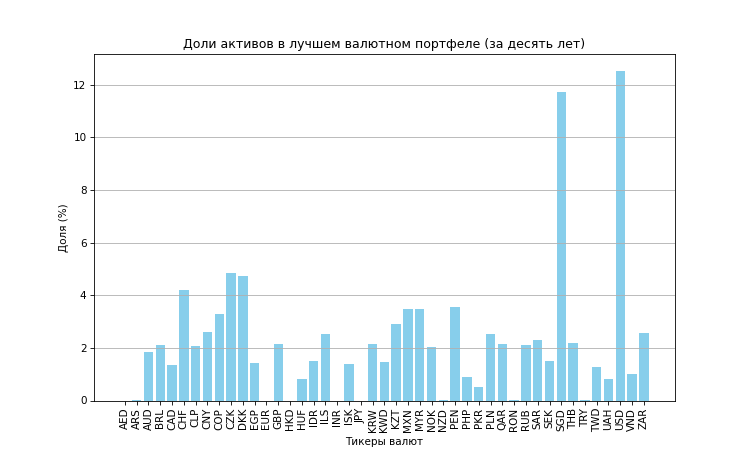 Доли активов в лучшем валютном портфеле (за десять лет)
Доля (%)
12
10
8
6
4
2
0
AED ARS AUD BRL CAD CHF CLP CNY COP CZK DKK EGP EUR GBP HKD HUF IDR ILS INR ISK JPY KRW KWD KZT MXN MYR NOK NZD PEN PHP PKR PLN QAR RON RUB SAR SEK SGD THB TRY TWD UAH USD VND ZAR
Тикеры валют